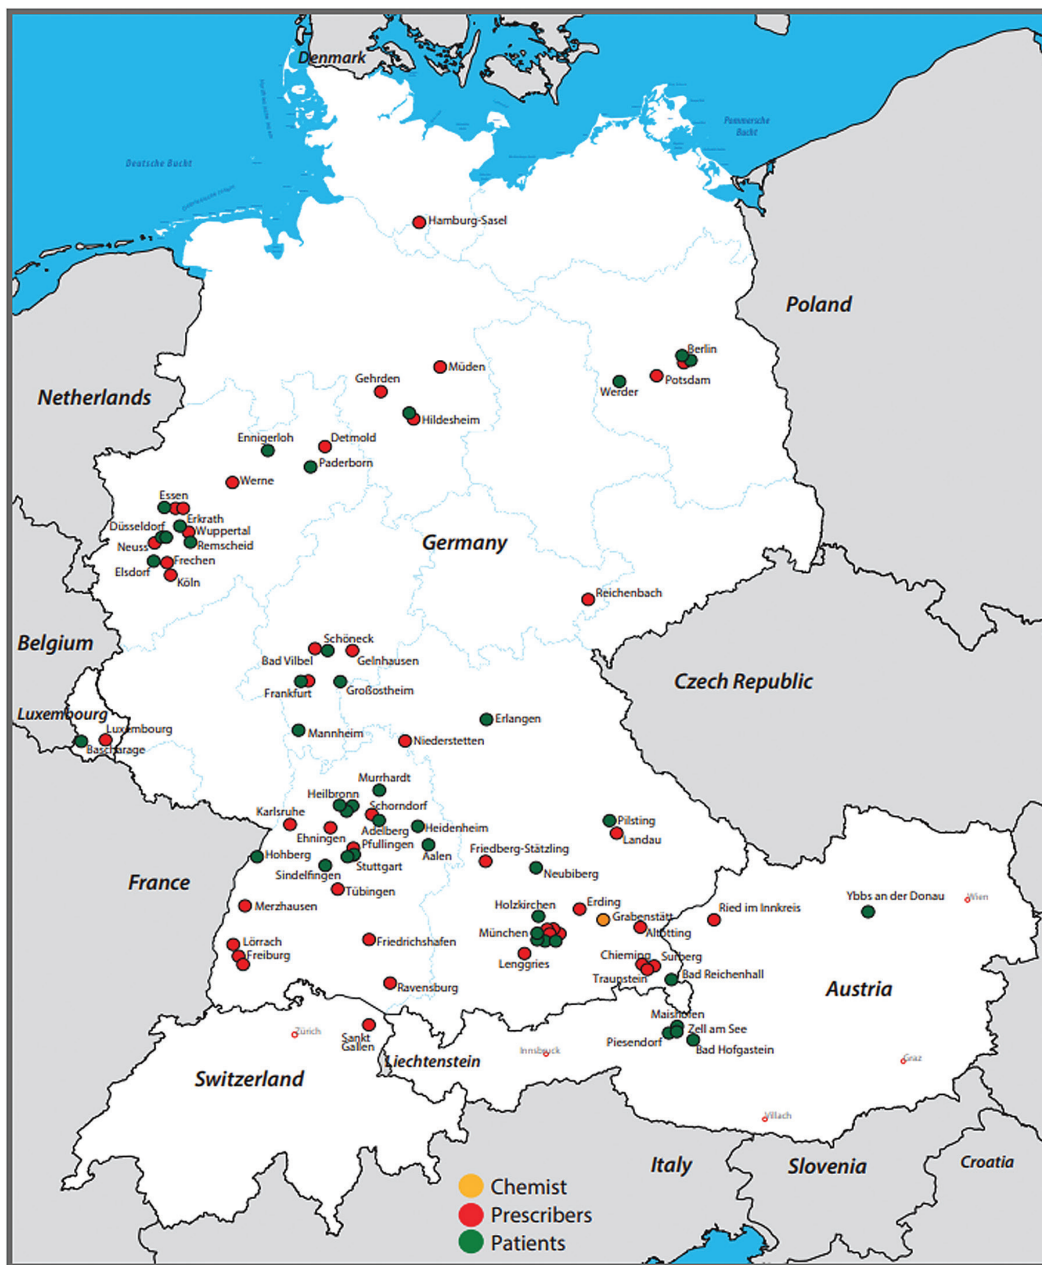 Denmark
Pommersche
Bucht
Deutsche Bucht
Hamburg-Sasel
Poland
Berlin
Müden
Gehrden
Potsdam
Werder
Netherlands
Hildesheim
Ennigerloh
Detmold
Paderborn
Werne
Essen
Erkrath
Düsseldorf
Wuppertal
Germany
Neuss
Remscheid
Frechen
Elsdorf
Köln
Reichenbach
Belgium
Schöneck
Bad Vilbel
Gelnhausen
Czech Republic
Frankfurt
Großostheim
Luxembourg
Erlangen
Luxembourg
Mannheim
Niederstetten
Bascharage
Murrhardt
Heilbronn
Schorndorf
Karlsruhe
Pilsting
Adelberg
Heidenheim
Ehningen
Landau
Pfullingen
Friedberg-Stätzling
Hohberg
Aalen
Stuttgart
Sindelfingen
Neubiberg
France
Tübingen
Ybbs an der Donau
Wien
Erding
Holzkirchen
Merzhausen
Grabenstätt
Ried im Innkreis
München
Altötting
Lörrach
Friedrichshafen
Freiburg
Chieming
Surberg
Lenggries
Traunstein
Bad Reichenhall
Ravensburg
Austria
Maishofen
Zürich
Zell am See
Sankt
Gallen
Piesendorf
Bad Hofgastein
Innsbruck
Liechtenstein
Graz
Switzerland
Villach
Italy
Slovenia
Croatia
Chemist
Prescribers
Patients